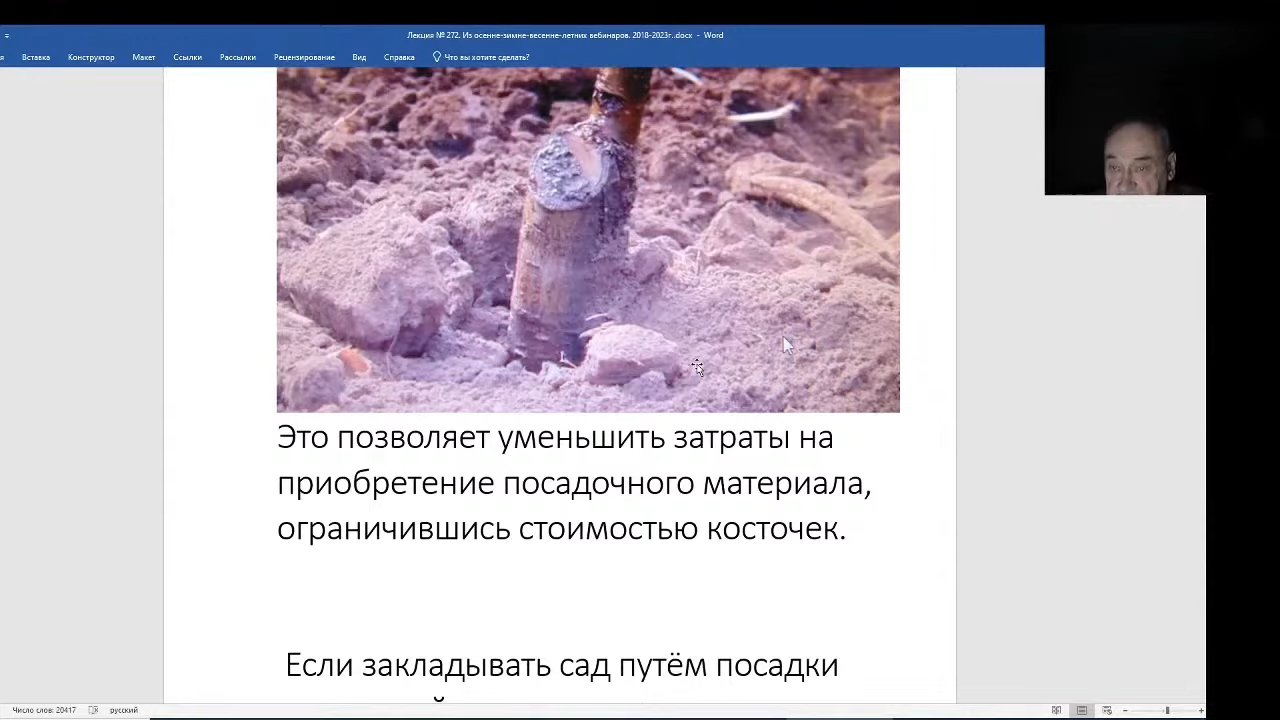 Лекция № 272. Из осенне-зимне-весенне-летних вебинаров. 2018-2023г..docx - Word
Вставка Конструктор Макет Ссылки Рассылки Рецензирование Вид Справка Что вы хотите сделать?
Это позволяет уменьшить затраты на
приобретение посадочного материала,
ограничившись стоимостью косточек.
Если закладывать сад путём посадки
Число слов: 20417 русский